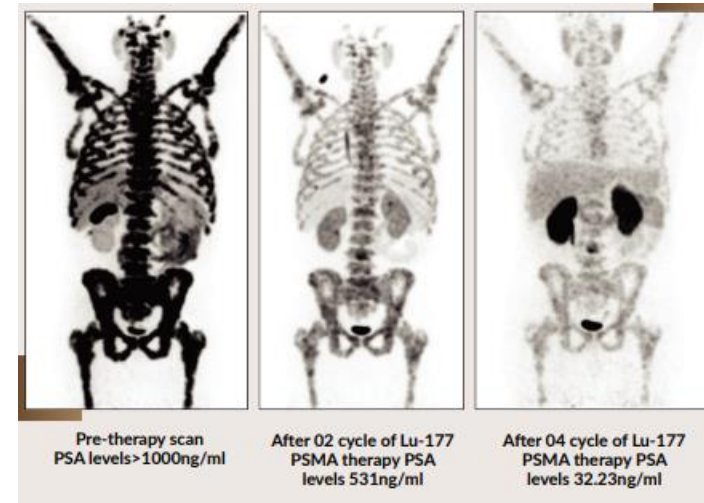 Pre-therapy scan
PSA levels>1000ng/ml
After 02 cycle of Lu-177
PSMA therapy PSA
levels 531ng/ml
After 04 cycle of Lu-177
PSMA therapy PSA
levels 32.23ng/ml